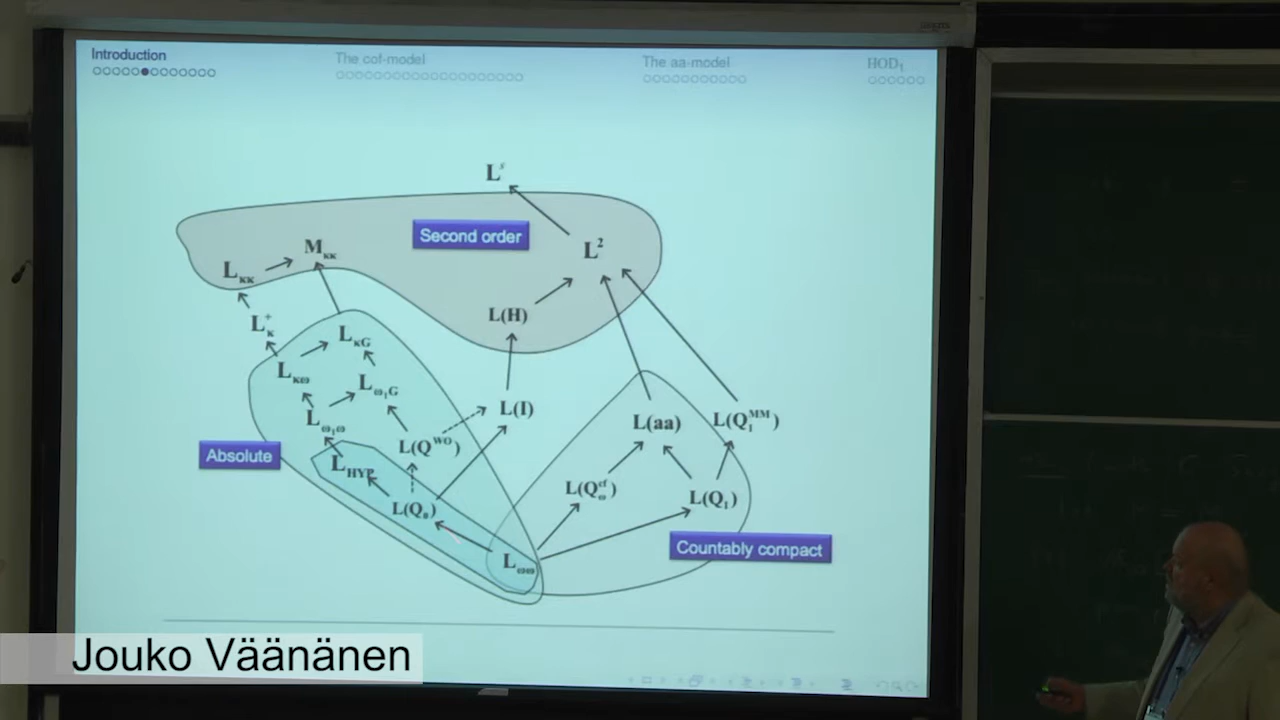 Introduction
The cof-model
The aa-model
HOD₁
Lˢ
Second order
L²
M_κκ
L_κκ
L(H)
L⁺_κ
L_κG
L_κω
L_ω₁G
L(I)
L_ω₁ω
L(aa)
L(Q₁^MM)
L(Q^WO)
Absolute
L_HYP
L(Q_ω^cf)
L(Q₁)
L(Q₀)
Countably compact
L_ωω
Jouko Väänänen